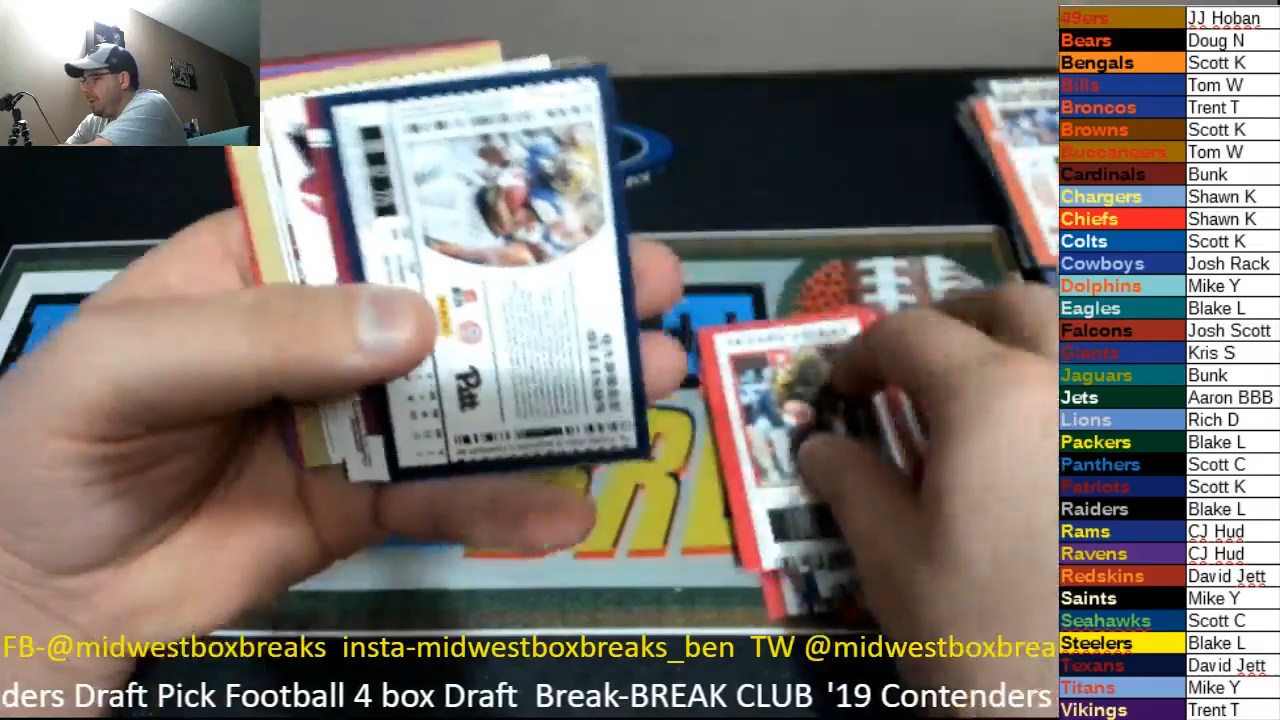 49ers JJ Hoban
Bears Doug N
Bengals Scott K
Bills Tom W
Broncos Trent T
Browns Scott K
Buccaneers Tom W
Cardinals Bunk
Chargers Shawn K
Chiefs Shawn K
Colts Scott K
Cowboys Josh Rack
Dolphins Mike Y
Eagles Blake L
Falcons Josh Scott
Giants Kris S
Jaguars Bunk
Jets Aaron BBB
Lions Rich D
Packers Blake L
Panthers Scott C
Patriots Scott K
Raiders Blake L
Rams CJ Hud
Ravens CJ Hud
Redskins David Jett
Saints Mike Y
Seahawks Scott C
Steelers Blake L
Texans David Jett
Titans Mike Y
Vikings Trent T
Pitt
FB-@midwestboxbreaks insta-midwestboxbreaks_ben TW @midwestboxbrea
ders Draft Pick Football 4 box Draft Break-BREAK CLUB '19 Contenders